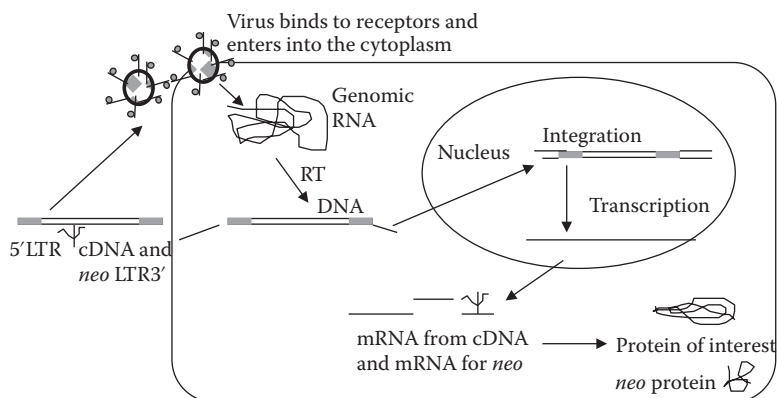 Virus binds to receptors and
enters into the cytoplasm
Genomic
RNA
RT
DNA
Nucleus
Integration
Transcription
5′LTR
cDNA and
neo LTR3′
mRNA from cDNA
and mRNA for neo
Protein of interest
neo protein